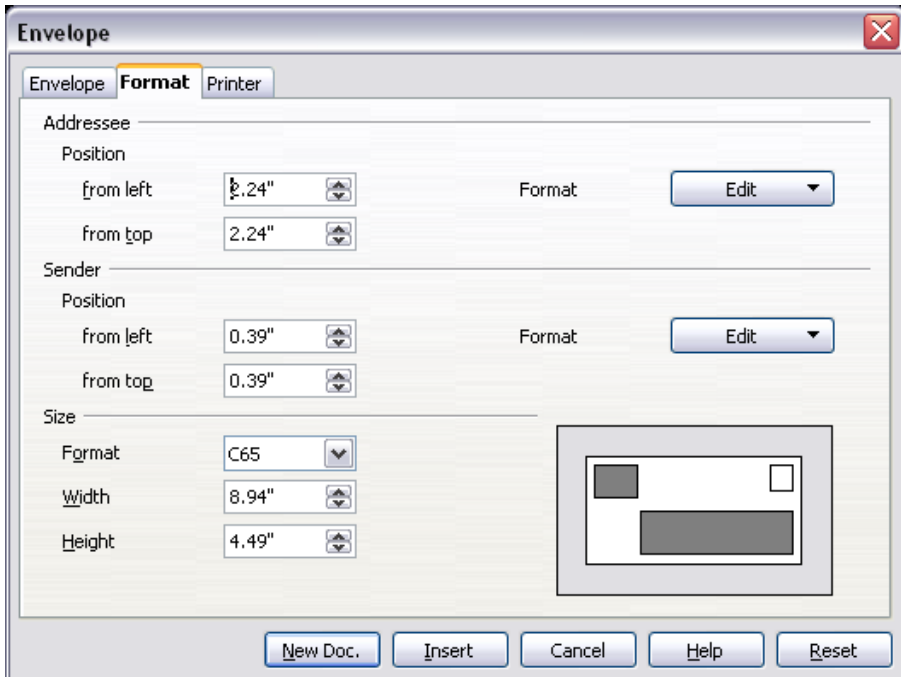 Envelope
Envelope Format Printer
Addressee
Position
from left 2.24" Format Edit
from top 2.24"
Sender
Position
from left 0.39" Format Edit
from top 0.39"
Size
Format C65
Width 8.94"
Height 4.49"
New Doc. Insert Cancel Help Reset